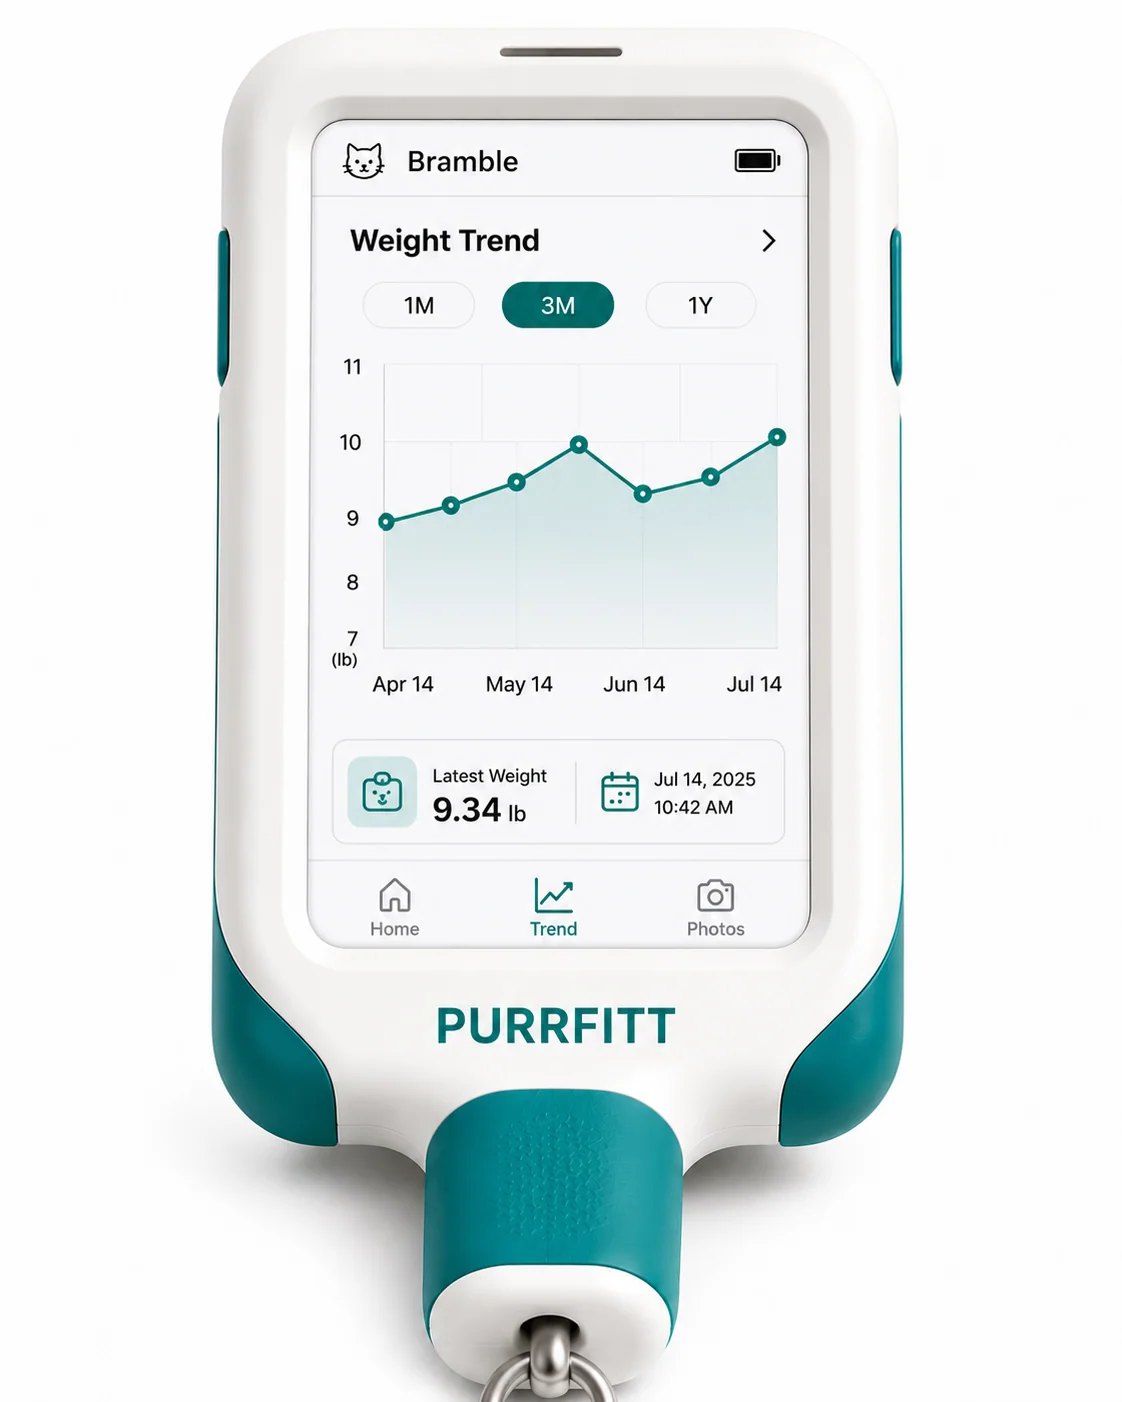 Bramble
Weight Trend
1M 3M 1Y
11
10
9
8
7
(lb)
Apr 14 May 14 Jun 14 Jul 14
Latest Weight
9.34 lb
Jul 14, 2025
10:42 AM
Home Trend Photos
PURRFITT